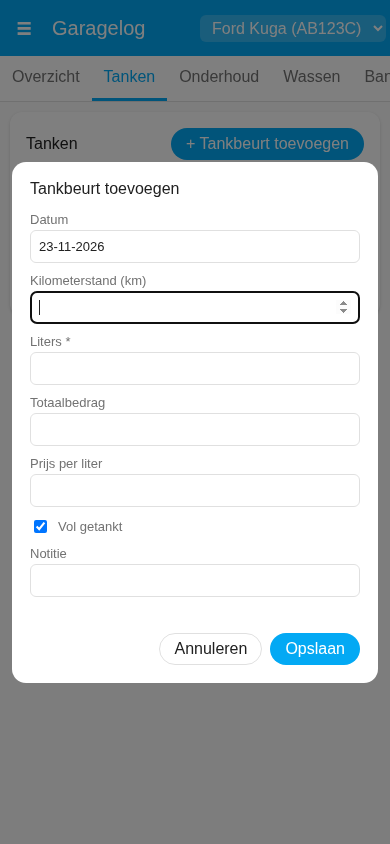 Garagelog
Ford Kuga (AB123C)
Overzicht Tanken Onderhoud Wassen Ban
Tanken
+ Tankbeurt toevoegen
Tankbeurt toevoegen
Datum
23-11-2026
Kilometerstand (km)
Liters *
Totaalbedrag
Prijs per liter
Vol getankt
Notitie
Annuleren Opslaan